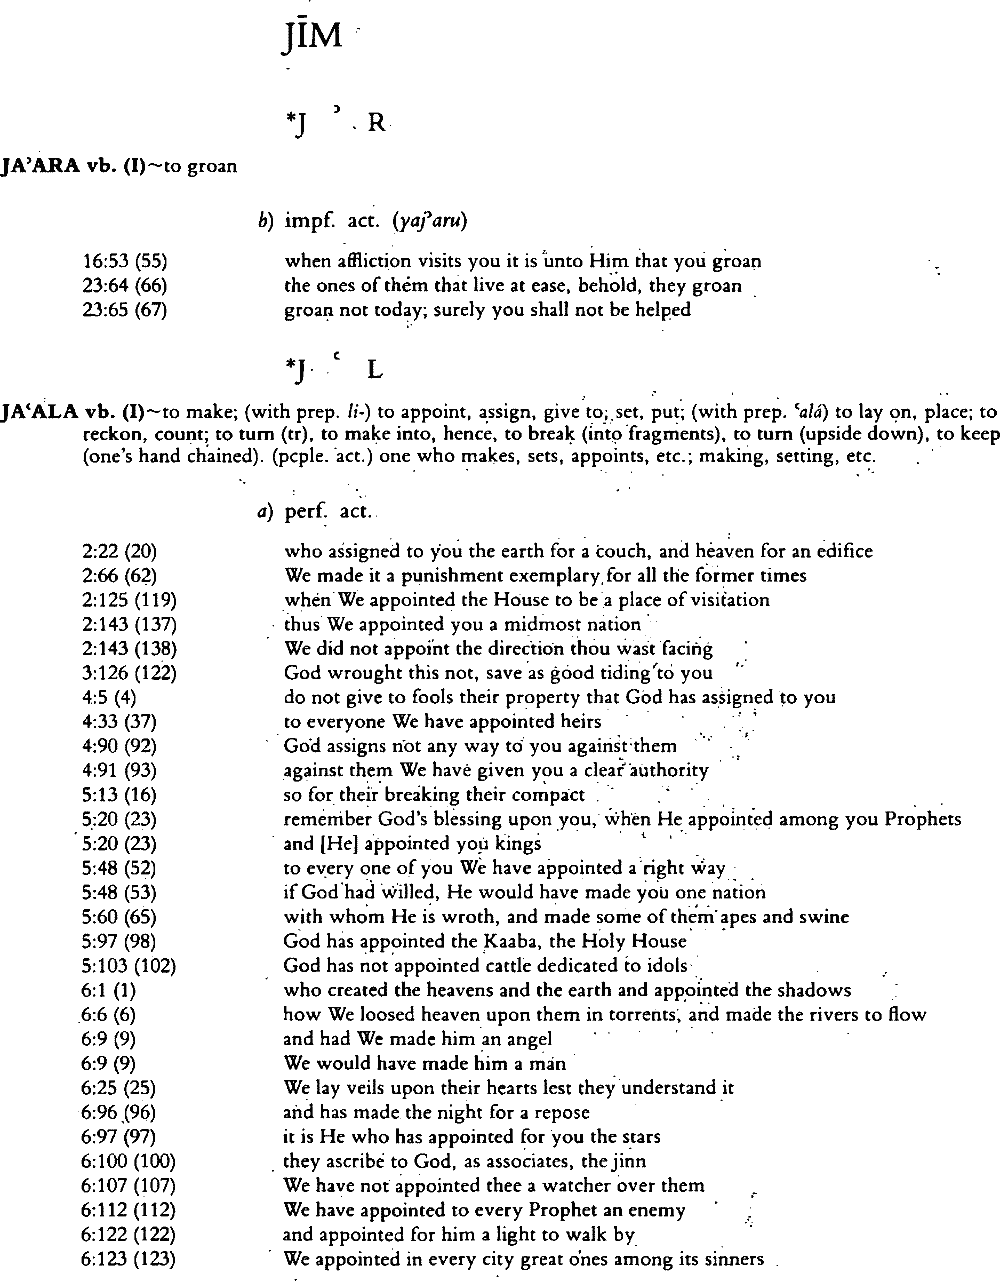 JĪM
*J ʾ R
JAʾARA vb. (I)~to groan
b) impf. act. (yajʾaru)
16:53 (55) when affliction visits you it is unto Him that you groan
23:64 (66) the ones of them that live at ease, behold, they groan
23:65 (67) groan not today; surely you shall not be helped
*J ʿ L
JAʿALA vb. (I)~to make; (with prep. li-) to appoint, assign, give to; set, put; (with prep. ʿalá) to lay on, place; to
reckon, count; to turn (tr), to make into, hence, to break (into fragments), to turn (upside down), to keep
(one's hand chained). (pcple. act.) one who makes, sets, appoints, etc.; making, setting, etc.
a) perf. act.
2:22 (20) who assigned to you the earth for a couch, and heaven for an edifice
2:66 (62) We made it a punishment exemplary for all the former times
2:125 (119) when We appointed the House to be a place of visitation
2:143 (137) thus We appointed you a midmost nation
2:143 (138) We did not appoint the direction thou wast facing
3:126 (122) God wrought this not, save as good tiding to you
4:5 (4) do not give to fools their property that God has assigned to you
4:33 (37) to everyone We have appointed heirs
4:90 (92) God assigns not any way to you against them
4:91 (93) against them We have given you a clear authority
5:13 (16) so for their breaking their compact
5:20 (23) remember God's blessing upon you, when He appointed among you Prophets
5:20 (23) and [He] appointed you kings
5:48 (52) to every one of you We have appointed a right way
5:48 (53) if God had willed, He would have made you one nation
5:60 (65) with whom He is wroth, and made some of them apes and swine
5:97 (98) God has appointed the Kaaba, the Holy House
5:103 (102) God has not appointed cattle dedicated to idols
6:1 (1) who created the heavens and the earth and appointed the shadows
6:6 (6) how We loosed heaven upon them in torrents, and made the rivers to flow
6:9 (9) and had We made him an angel
6:9 (9) We would have made him a man
6:25 (25) We lay veils upon their hearts lest they understand it
6:96 (96) and has made the night for a repose
6:97 (97) it is He who has appointed for you the stars
6:100 (100) they ascribe to God, as associates, the jinn
6:107 (107) We have not appointed thee a watcher over them
6:112 (112) We have appointed to every Prophet an enemy
6:122 (122) and appointed for him a light to walk by
6:123 (123) We appointed in every city great ones among its sinners